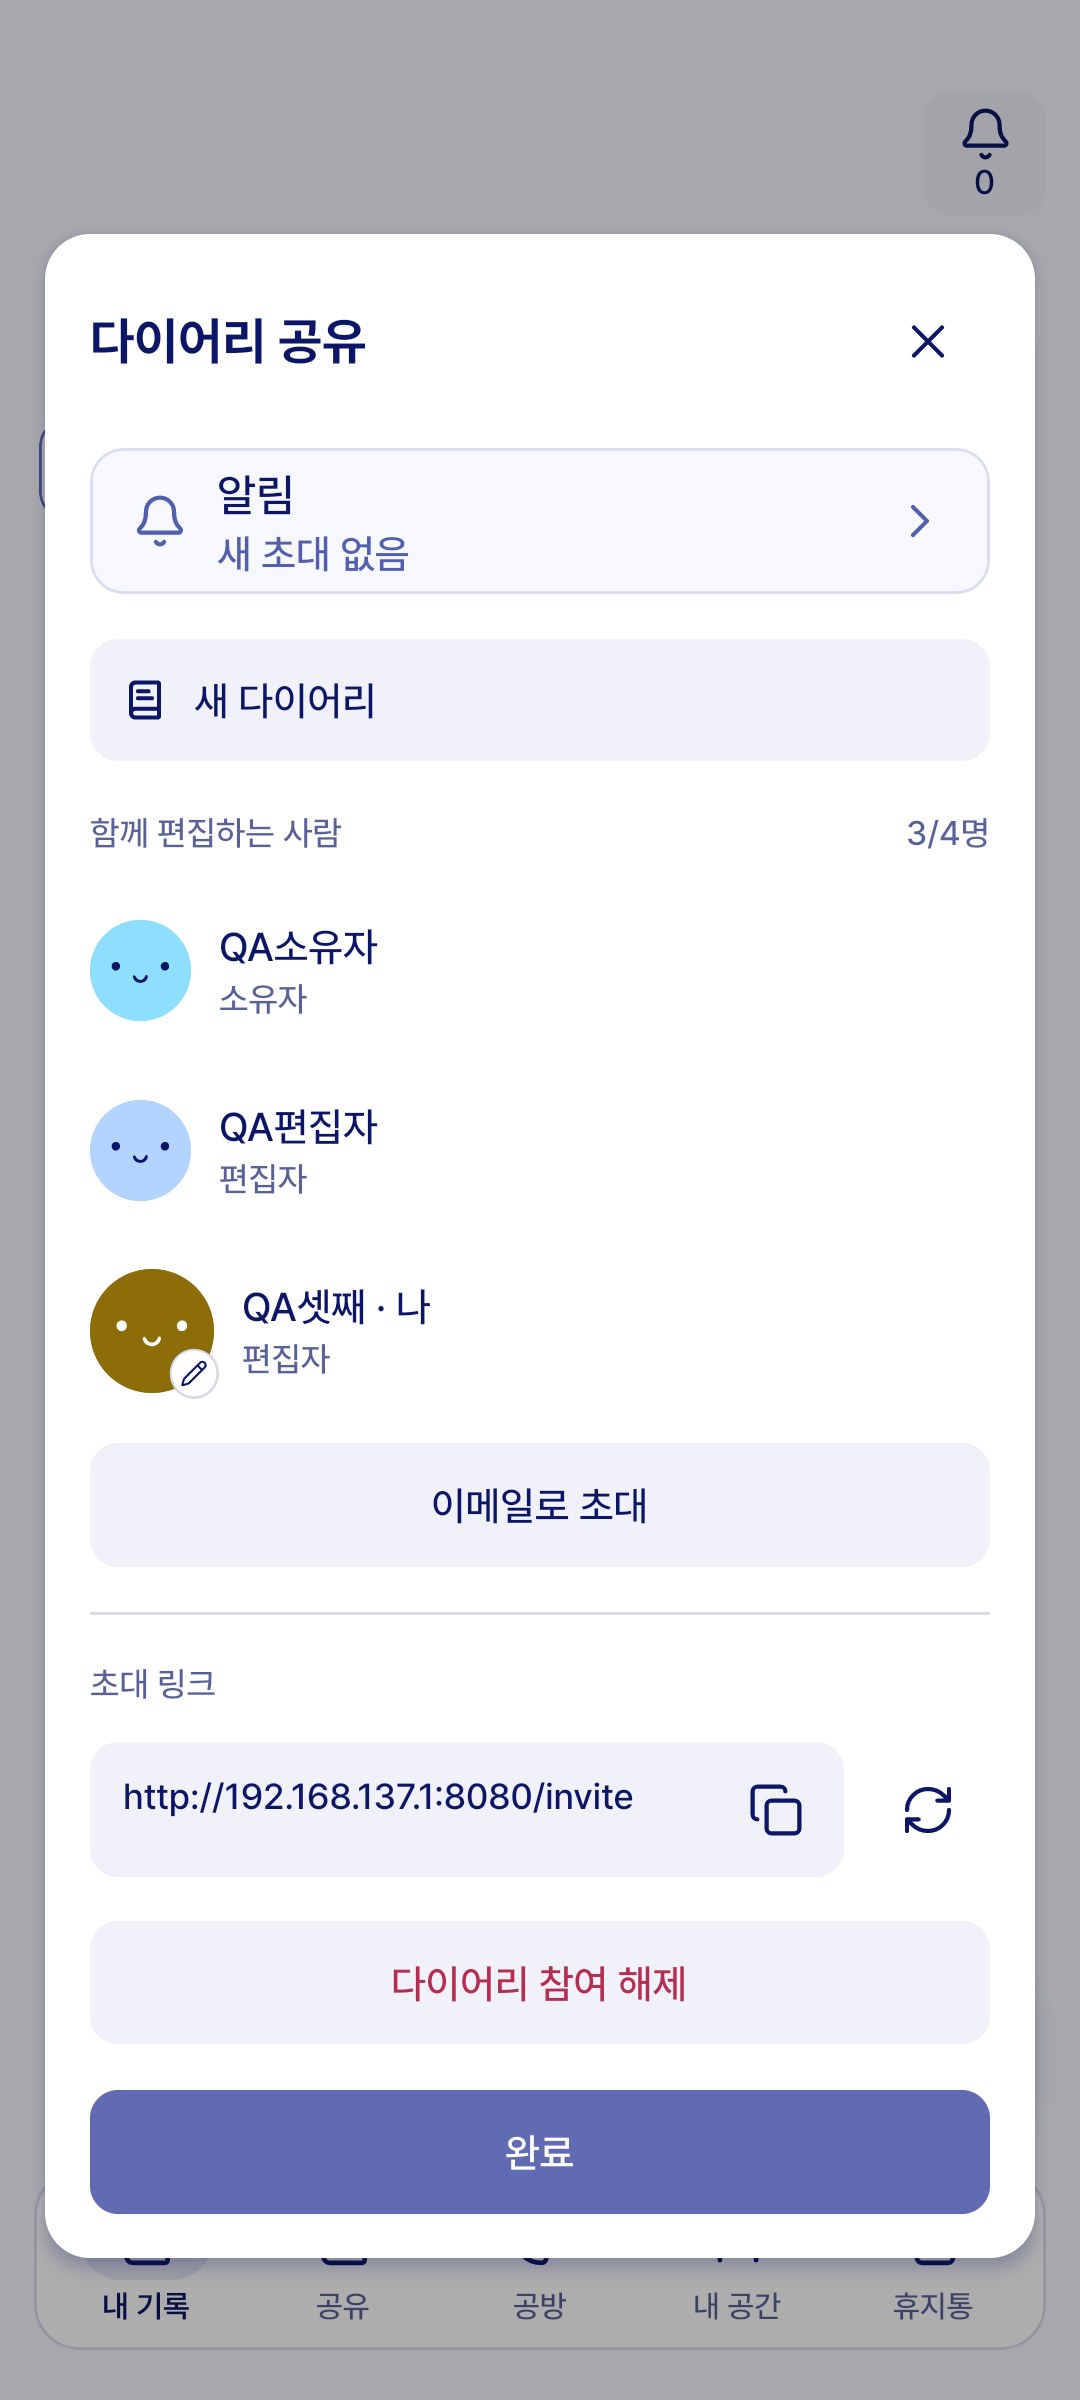 0
다이어리 공유
알림
새 초대 없음
새 다이어리
함께 편집하는 사람 3/4명
QA소유자
소유자
QA편집자
편집자
QA셋째 · 나
편집자
이메일로 초대
초대 링크
http://192.168.137.1:8080/invite
다이어리 참여 해제
완료
내 기록 공유 공방 내 공간 휴지통